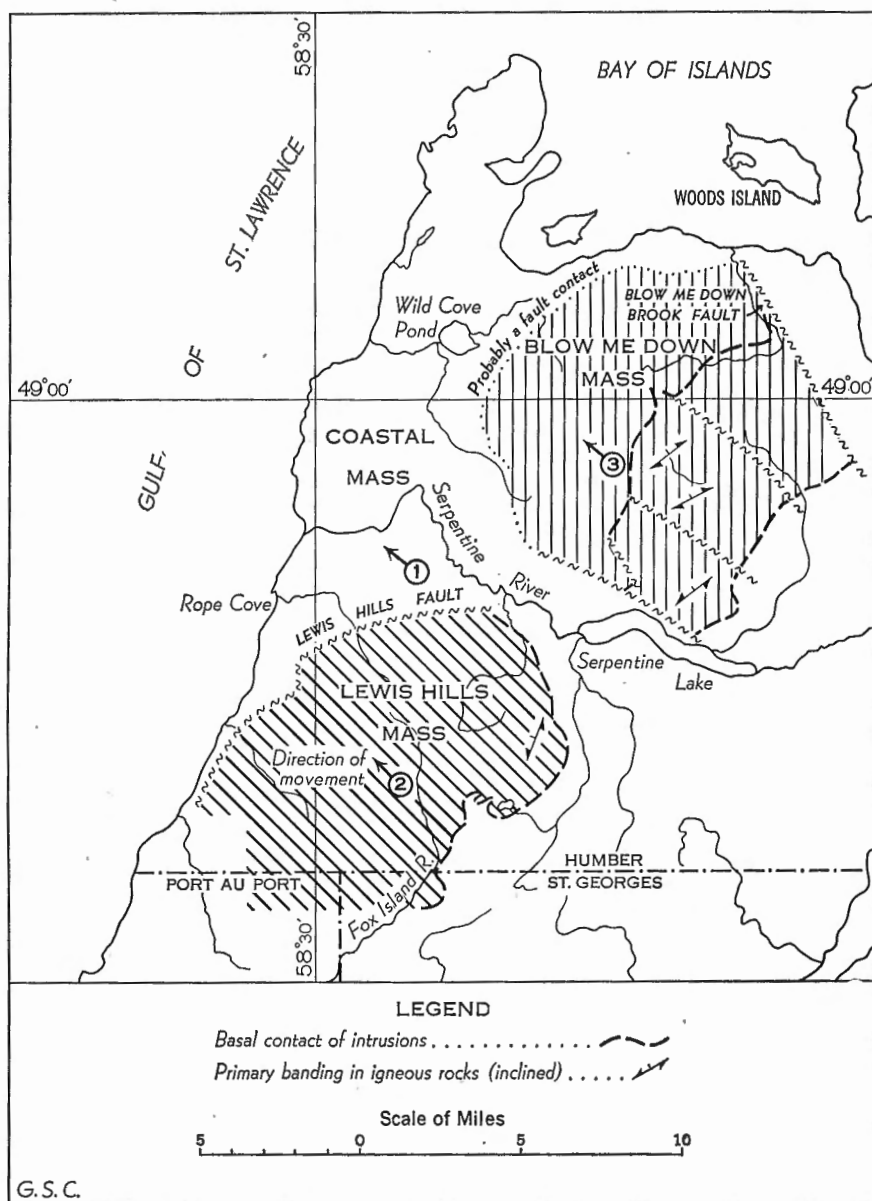 58°30'
BAY OF ISLANDS
ST. LAWRENCE
WOODS ISLAND
Probably a fault contact
Wild Cove
Pond
BLOW ME DOWN
BROOK FAULT
BLOW ME DOWN
MASS
49°00'
49°00'
OF
COASTAL
MASS
GULF,
3
Serpentine
River
1
Rope Cove
LEWIS HILLS FAULT
Serpentine
Lake
LEWIS HILLS
MASS
Direction of
movement
2
HUMBER
PORT AU PORT
ST. GEORGES
Fox Island R.
58°30'
LEGEND
Basal contact of intrusions
Primary banding in igneous rocks (inclined)
Scale of Miles
5 0 5 10
G.S.C.